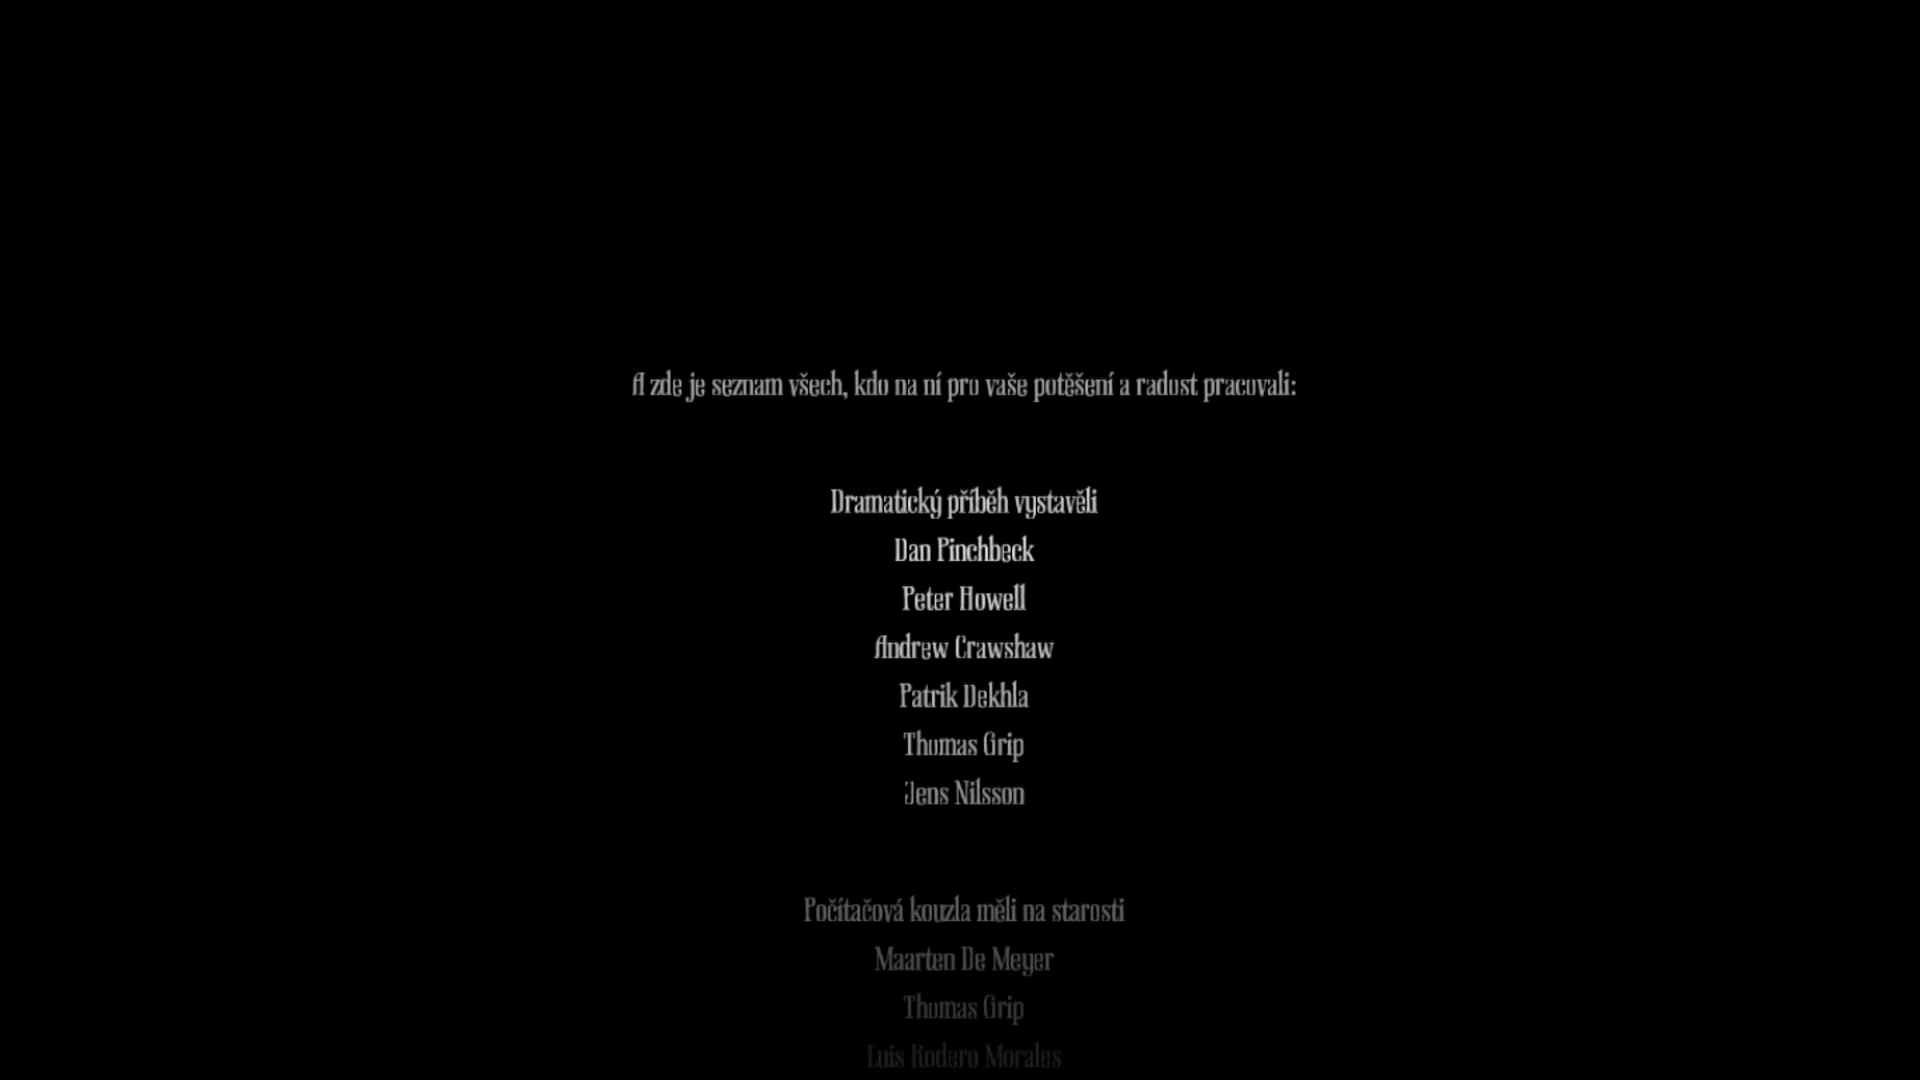 A zde je seznam všech, kdo na ní pro vaše potěšení a radost pracovali:
Dramatický příběh vystavěli
Dan Pinchbeck
Peter Howell
Andrew Crawshaw
Patrik Dekhla
Thomas Grip
Jens Nilsson
Počítačová kouzla měli na starosti
Maarten De Meyer
Thomas Grip
Luis Rodero Morales